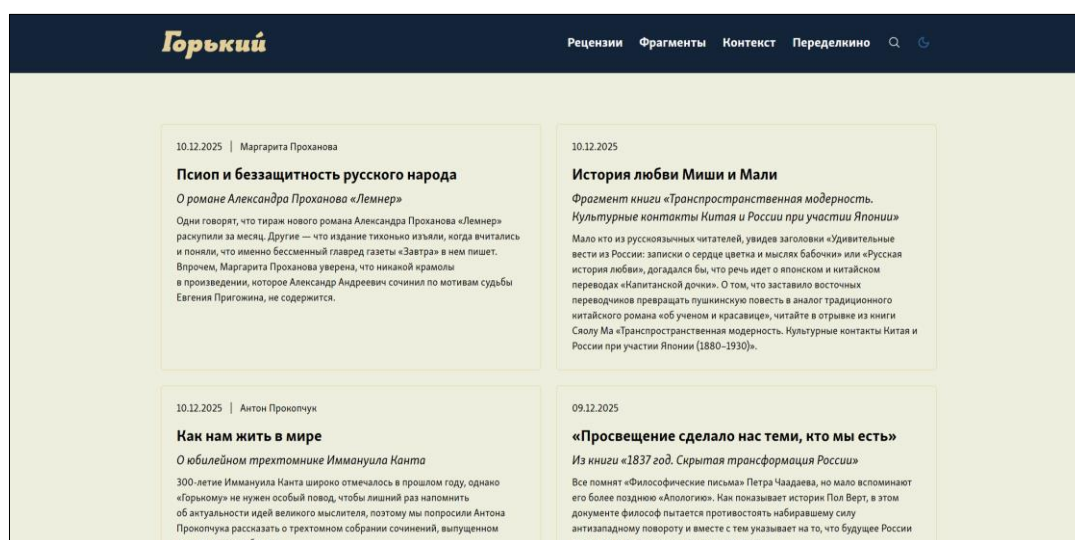 Горький
Рецензии Фрагменты Контекст Переделкино
10.12.2025 | Маргарита Проханова
Псиоп и беззащитность русского народа
О романе Александра Проханова «Лемнер»
Одни говорят, что тираж нового романа Александра Проханова «Лемнер»
раскупили за месяц. Другие — что издание тихонько изъяли, когда вчитались
и поняли, что именно бессменный главред газеты «Завтра» в нем пишет.
Впрочем, Маргарита Проханова уверена, что никакой крамолы
в произведении, которое Александр Андреевич сочинил по мотивам судьбы
Евгения Пригожина, не содержится.
10.12.2025
История любви Миши и Мали
Фрагмент книги «Транспространственная модерность.
Культурные контакты Китая и России при участии Японии»
Мало кто из русскоязычных читателей, увидев заголовки «Удивительные
вести из России: записки о сердце цветка и мыслях бабочки» или «Русская
история любви», догадался бы, что речь идет о японском и китайском
переводах «Капитанской дочки». О том, что заставило восточных
переводчиков превращать пушкинскую повесть в аналог традиционного
китайского романа «об ученом и красавице», читайте в отрывке из книги
Сяолу Ма «Транспространственная модерность. Культурные контакты Китая и
России при участии Японии (1880–1930)».
10.12.2025 | Антон Прокопчук
Как нам жить в мире
О юбилейном трехтомнике Иммануила Канта
300-летие Иммануила Канта широко отмечалось в прошлом году, однако
«Горькому» не нужен особый повод, чтобы лишний раз напомнить
об актуальности идей великого мыслителя, поэтому мы попросили Антона
Прокопчука рассказать о трехтомном собрании сочинений, выпущенном
09.12.2025
«Просвещение сделало нас теми, кто мы есть»
Из книги «1837 год. Скрытая трансформация России»
Все помнят «Философические письма» Петра Чаадаева, но мало вспоминают
его более позднюю «Апологию». Как показывает историк Пол Верт, в этом
документе философ пытается противостоять набиравшему силу
антизападному повороту и вместе с тем указывает на то, что будущее России